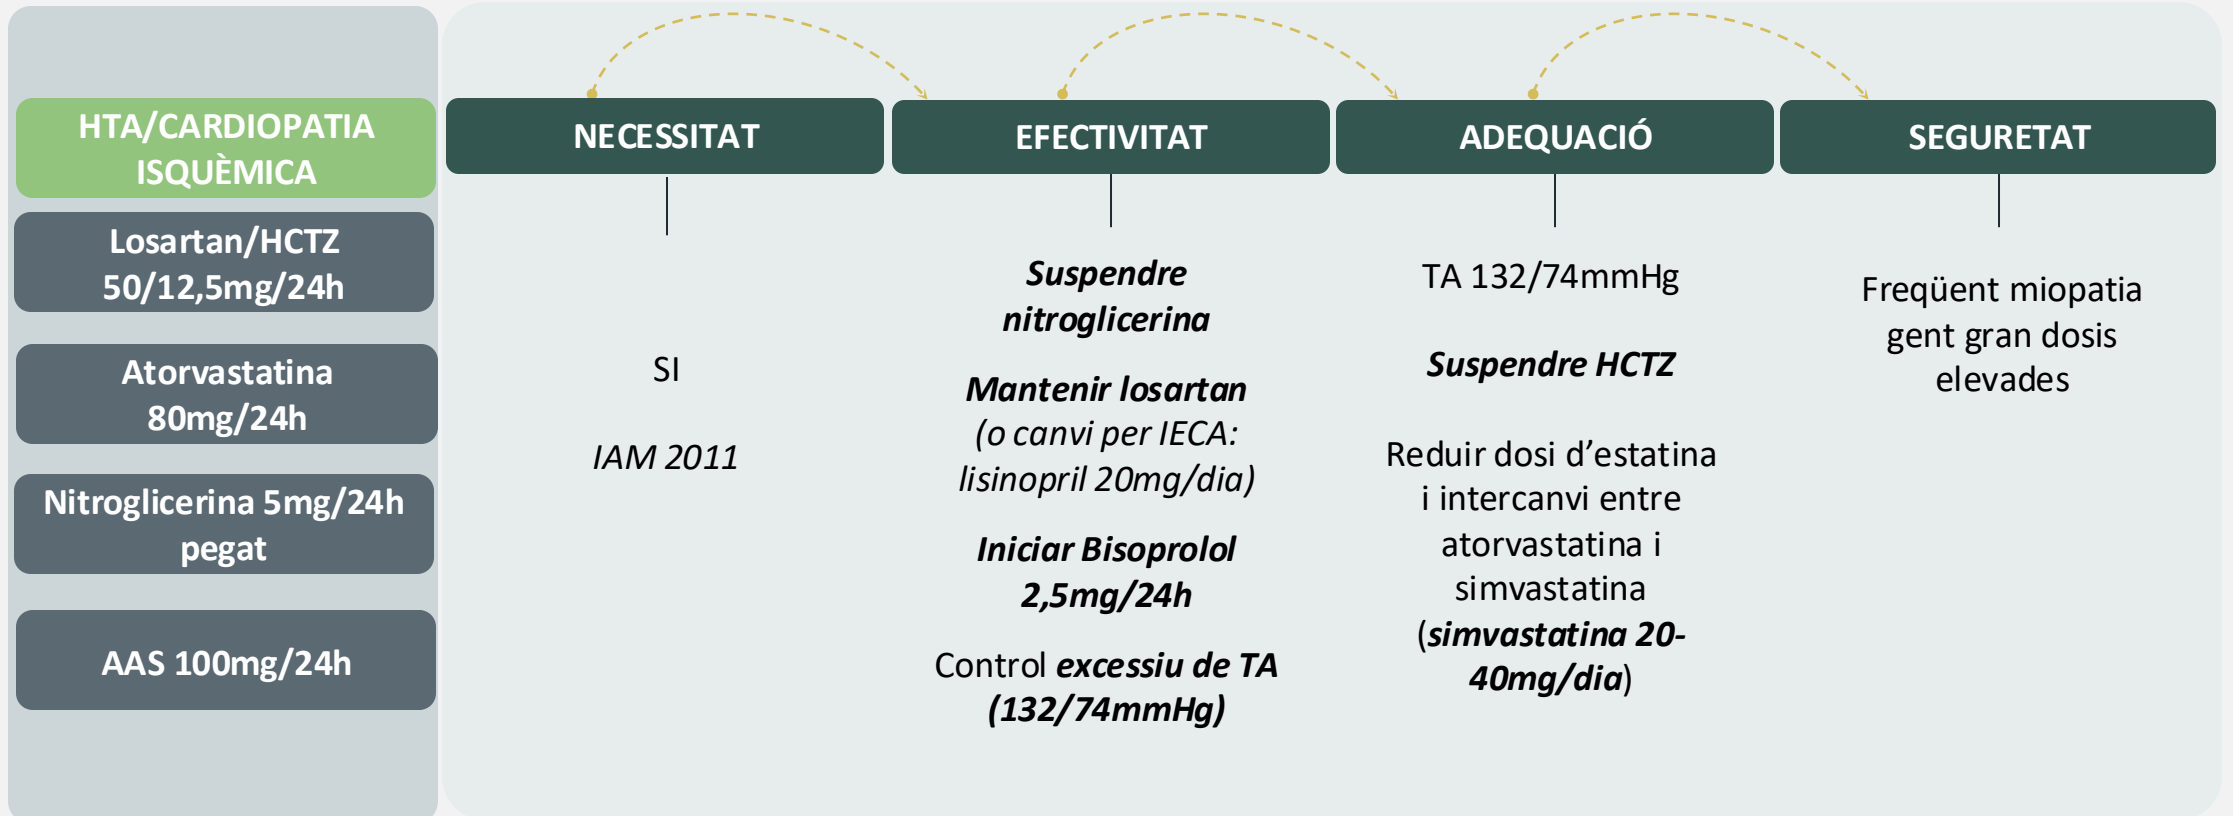 HTA/CARDIOPATIA
ISQUÈMICA
Losartan/HCTZ
50/12,5mg/24h
Atorvastatina
80mg/24h
Nitroglicerina 5mg/24h
pegat
AAS 100mg/24h
NECESSITAT
SI
IAM 2011
EFECTIVITAT
Suspendre
nitroglicerina
Mantenir losartan
(o canvi per IECA:
lisinopril 20mg/dia)
Iniciar Bisoprolol
2,5mg/24h
Control excessiu de TA
(132/74mmHg)
ADEQUACIÓ
TA 132/74mmHg
Suspendre HCTZ
Reduir dosi d’estatina
i intercanvi entre
atorvastatina i
simvastatina
(simvastatina 20-
40mg/dia)
SEGURETAT
Freqüent miopatia
gent gran dosis
elevades